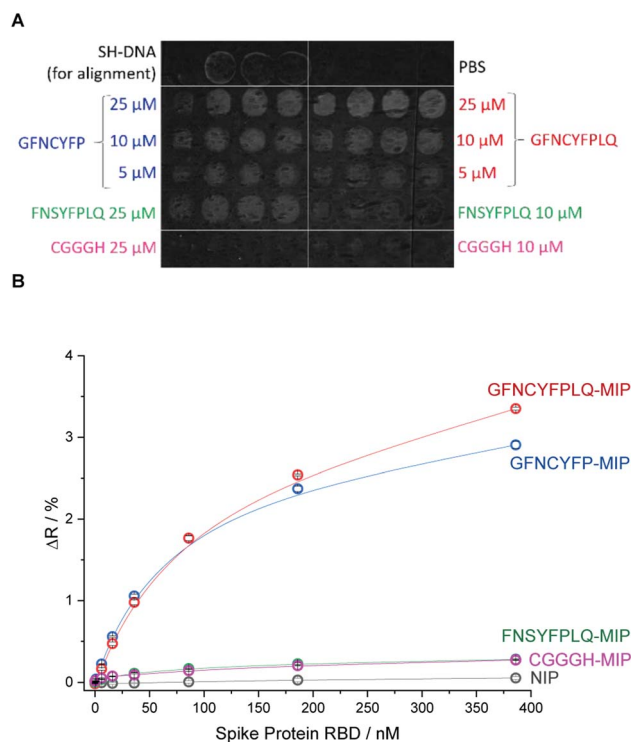 A
SH-DNA
(for alignment)
PBS
25 µM
10 µM
5 µM
GFNCYFP
25 µM
10 µM
5 µM
GFNCYFPLQ
FNSYFPLQ 25 µM
FNSYFPLQ 10 µM
CGGGH 25 µM
CGGGH 10 µM
B
4
3
2
1
0
ΔR / %
GFNCYFPLQ-MIP
GFNCYFP-MIP
FNSYFPLQ-MIP
CGGGH-MIP
NIP
0 50 100 150 200 250 300 350 400
Spike Protein RBD / nM